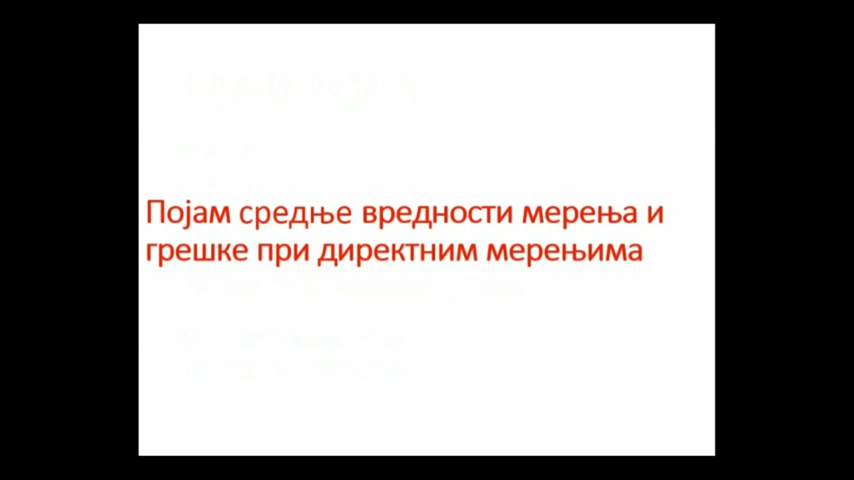 Појам средње вредности мерења и
грешке при директним мерењима